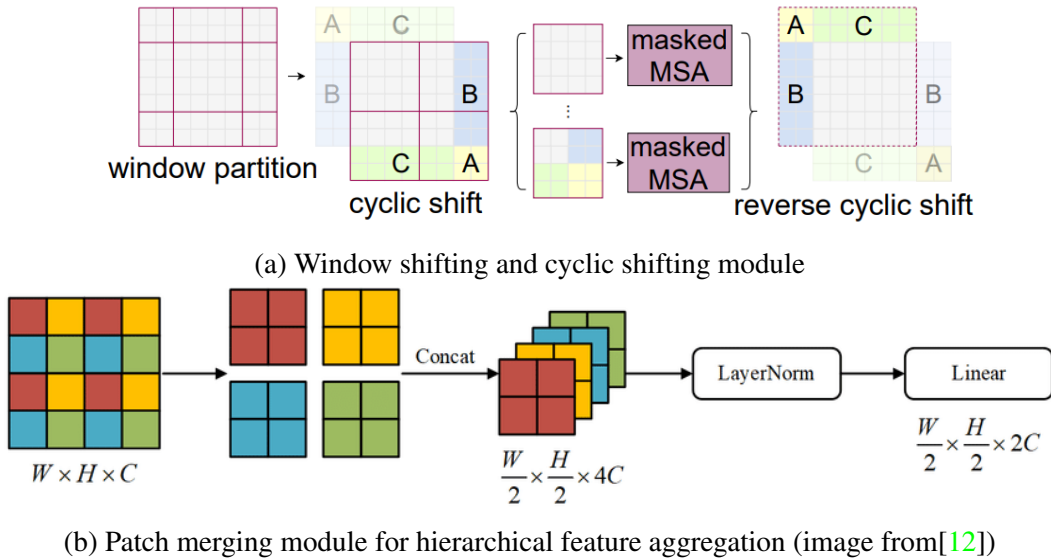 A C
B
B
C A
window partition
cyclic shift
masked
MSA
masked
MSA
A C
B
B
C A
reverse cyclic shift
(a) Window shifting and cyclic shifting module
W × H × C
Concat
W/2 × H/2 × 4C
LayerNorm
Linear
W/2 × H/2 × 2C
(b) Patch merging module for hierarchical feature aggregation (image from[12])